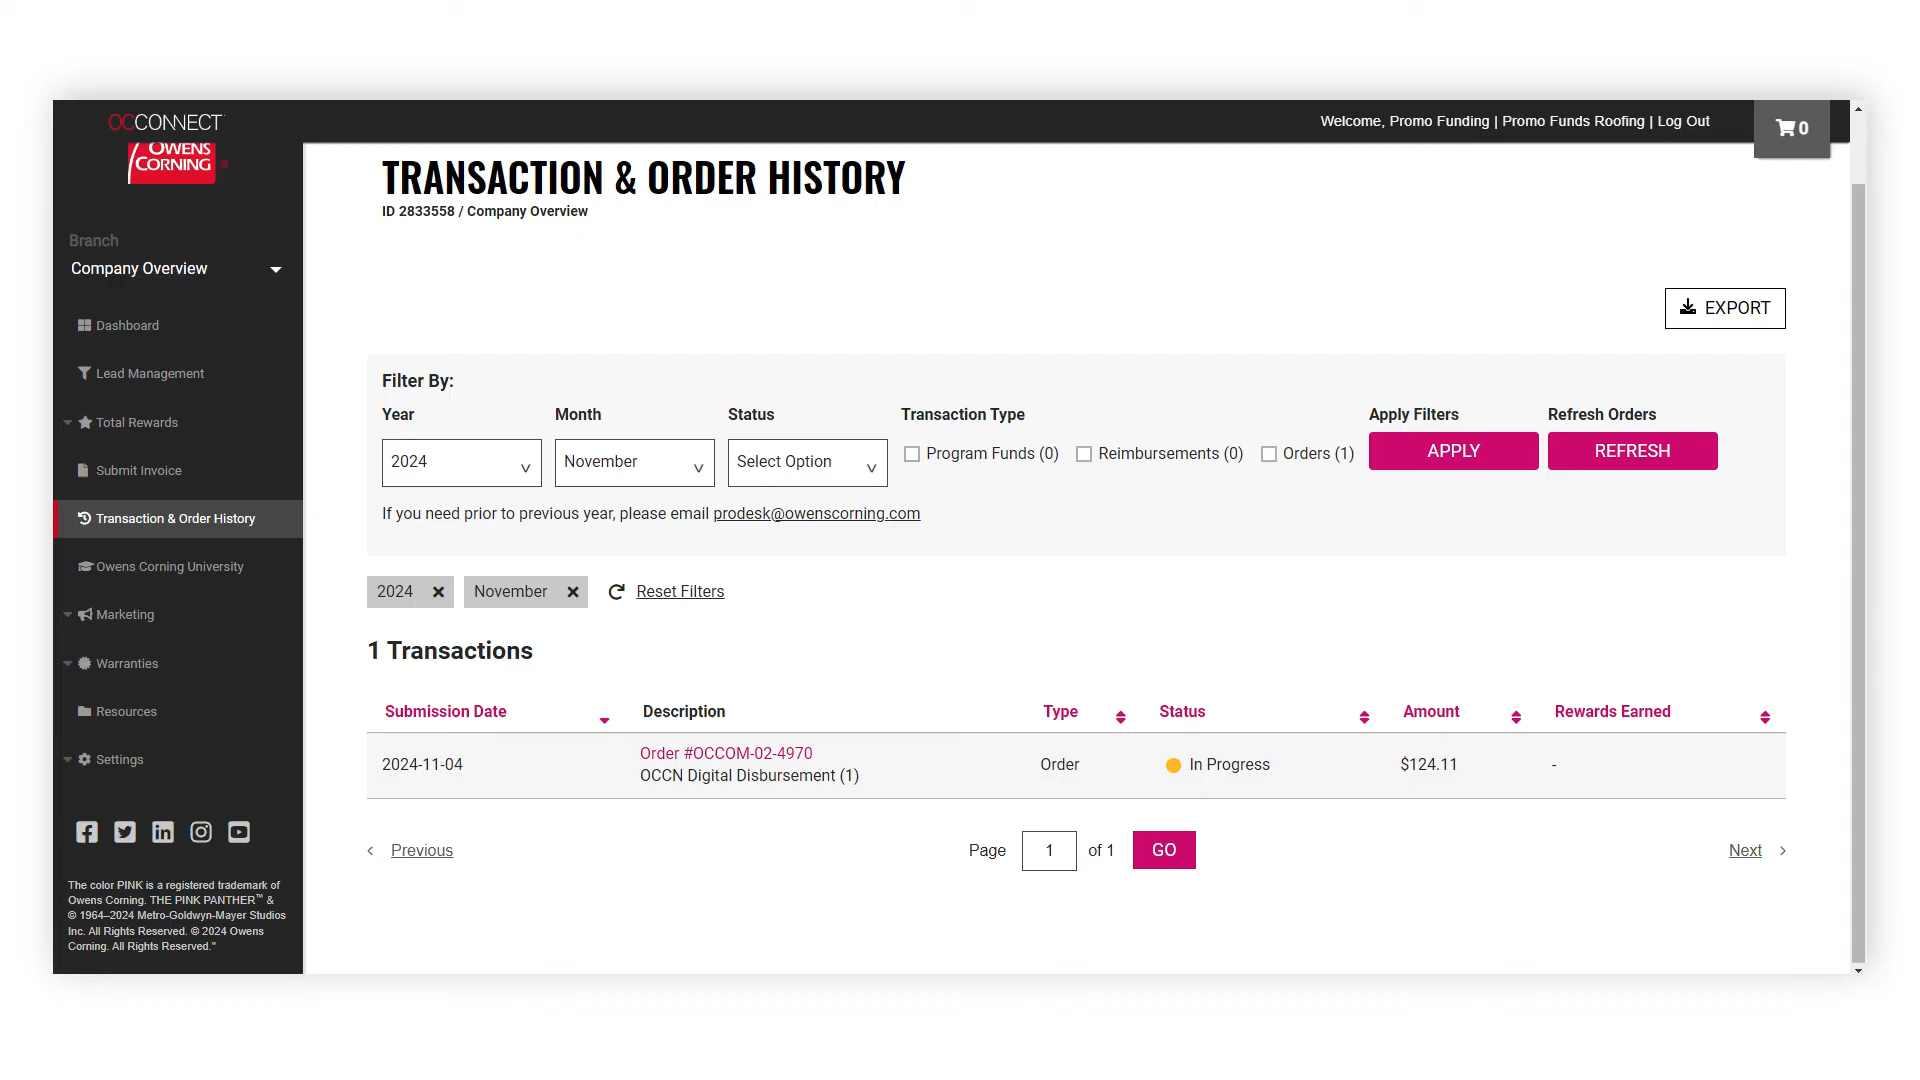 OCCONNECT
OWENS
CORNING
Welcome, Promo Funding | Promo Funds Roofing | Log Out
0
TRANSACTION & ORDER HISTORY
ID 2833558 / Company Overview
Branch
Company Overview
Dashboard
Lead Management
Total Rewards
Submit Invoice
Transaction & Order History
Owens Corning University
Marketing
Warranties
Resources
Settings
The color PINK is a registered trademark of
Owens Corning. THE PINK PANTHER™ &
© 1964–2024 Metro-Goldwyn-Mayer Studios
Inc. All Rights Reserved. © 2024 Owens
Corning. All Rights Reserved."
EXPORT
Filter By:
Year Month Status Transaction Type Apply Filters Refresh Orders
2024 November Select Option Program Funds (0) Reimbursements (0) Orders (1) APPLY REFRESH
If you need prior to previous year, please email prodesk@owenscorning.com
2024 November Reset Filters
1 Transactions
Submission Date Description Type Status Amount Rewards Earned
2024-11-04 Order #OCCOM-02-4970 Order In Progress $124.11 -
OCCN Digital Disbursement (1)
Previous Page 1 of 1 GO Next